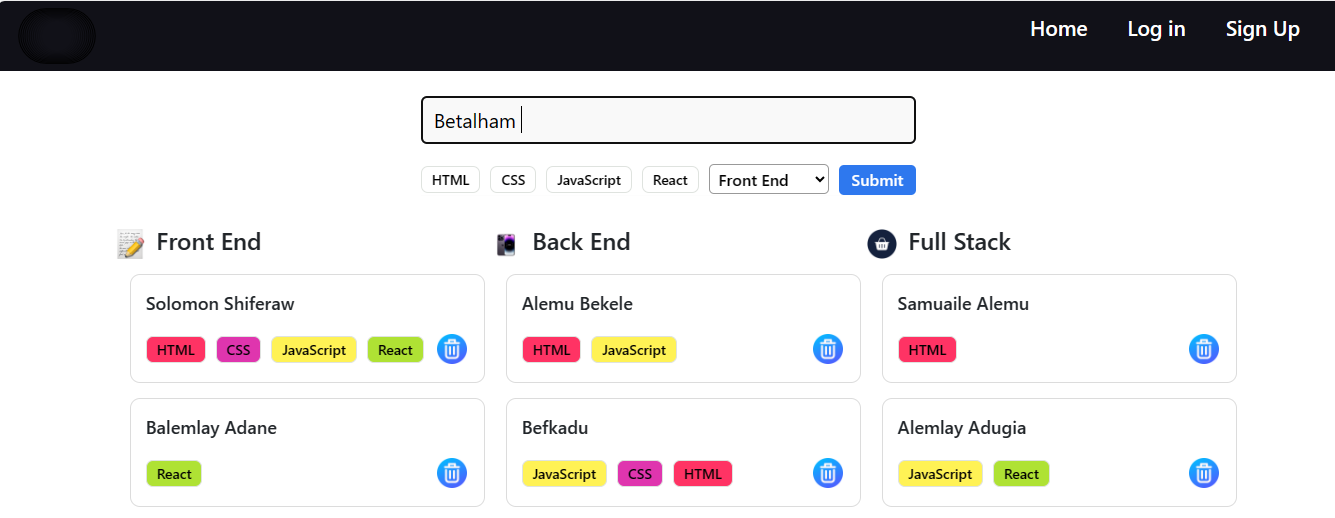 Home Log in Sign Up
Betalham
HTML CSS JavaScript React Front End Submit
Front End
Solomon Shiferaw
HTML CSS JavaScript React
Balemlay Adane
React
Back End
Alemu Bekele
HTML JavaScript
Befkadu
JavaScript CSS HTML
Full Stack
Samuaile Alemu
HTML
Alemlay Adugia
JavaScript React